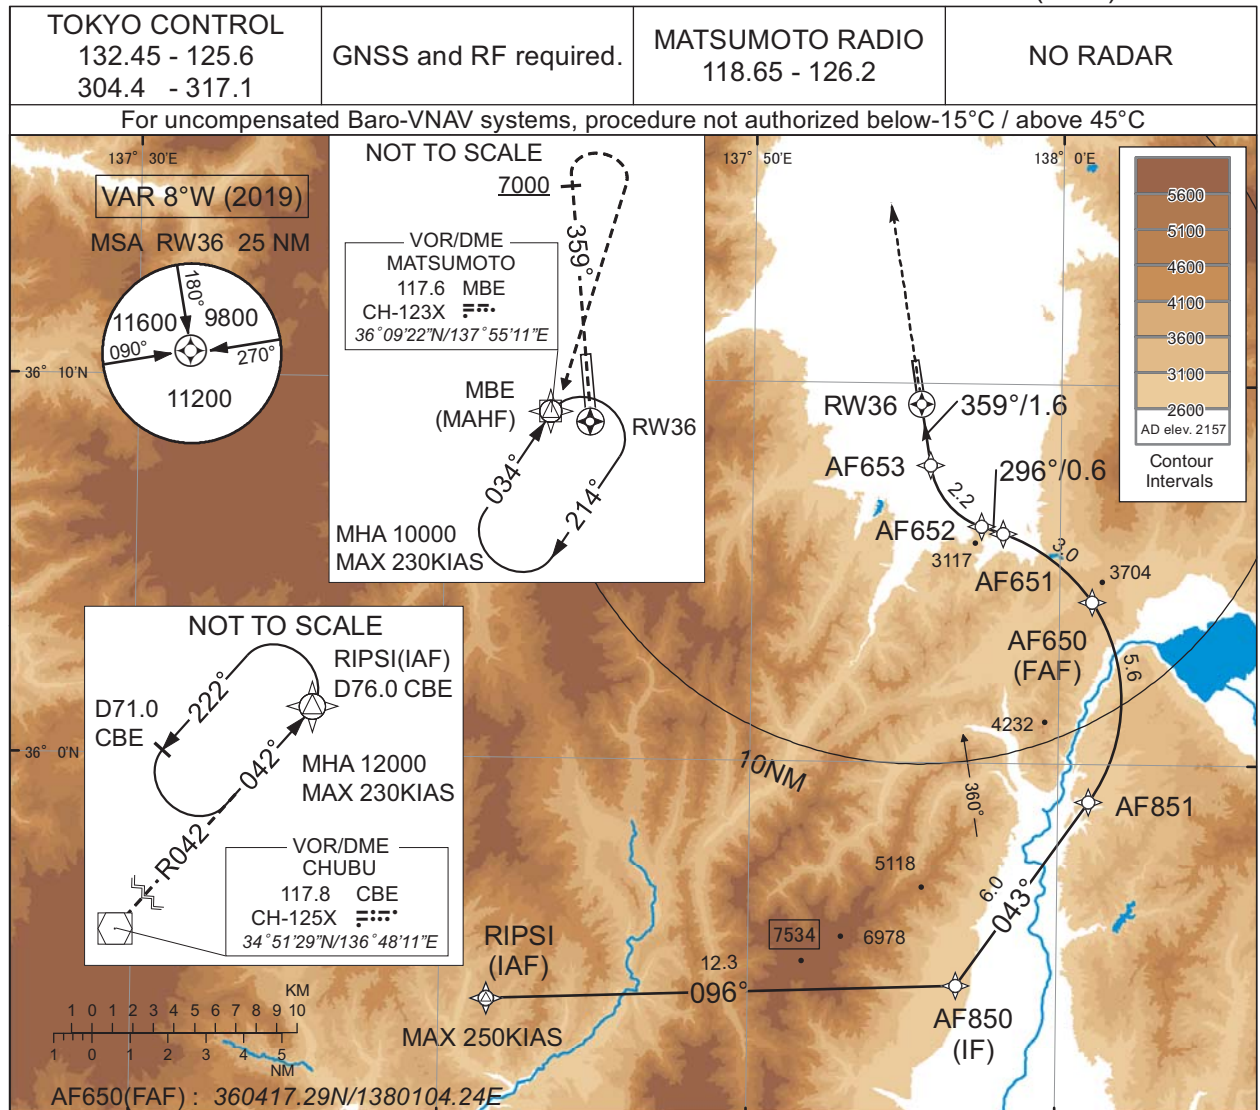 TOKYO CONTROL
132.45 - 125.6
304.4 - 317.1
GNSS and RF required.
MATSUMOTO RADIO
118.65 - 126.2
NO RADAR
For uncompensated Baro-VNAV systems, procedure not authorized below-15°C / above 45°C
137° 30'E
137° 50'E
138° 0'E
VAR 8°W (2019)
MSA RW36 25 NM
180°
11600
9800
090°
270°
11200
36° 10'N
36° 0'N
NOT TO SCALE
7000
359°
VOR/DME
MATSUMOTO
117.6 MBE
CH-123X
36°09'22"N/137°55'11"E
MBE
(MAHF)
RW36
034°
214°
MHA 10000
MAX 230KIAS
5600
5100
4600
4100
3600
3100
2600
AD elev. 2157
Contour
Intervals
RW36
359°/1.6
AF653
2.2
296°/0.6
AF652
3117
AF651
3.0
3704
AF650
(FAF)
5.6
4232
10NM
360°
AF851
NOT TO SCALE
RIPSI(IAF)
D76.0 CBE
222°
D71.0
CBE
042°
MHA 12000
MAX 230KIAS
R042
VOR/DME
CHUBU
117.8 CBE
CH-125X
34°51'29"N/136°48'11"E
5118
6.0
043°
7534
6978
RIPSI
(IAF)
12.3
096°
MAX 250KIAS
AF850
(IF)
KM
1 0 1 2 3 4 5 6 7 8 9 10
1 0 1 2 3 4 5
NM
AF650(FAF) : 360417.29N/1380104.24E